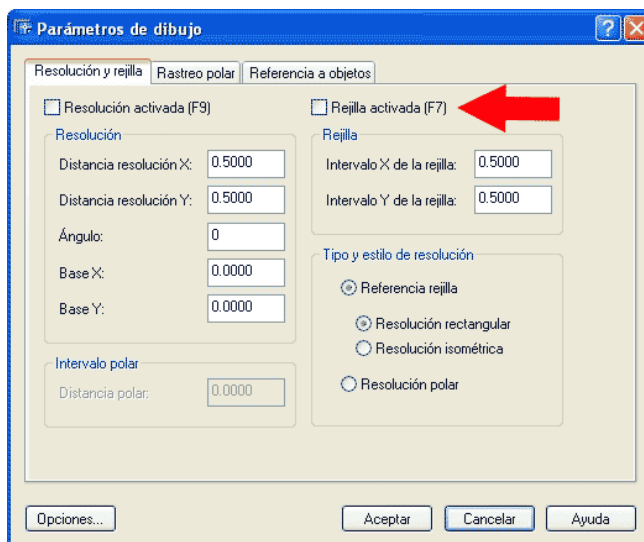 Parámetros de dibujo
Resolución y rejilla
Rastreo polar
Referencia a objetos
Resolución activada (F9)
Resolución
Distancia resolución X: 0.5000
Distancia resolución Y: 0.5000
Ángulo: 0
Base X: 0.0000
Base Y: 0.0000
Intervalo polar
Distancia polar: 0.0000
Rejilla activada (F7)
Rejilla
Intervalo X de la rejilla: 0.5000
Intervalo Y de la rejilla: 0.5000
Tipo y estilo de resolución
Referencia rejilla
Resolución rectangular
Resolución isométrica
Resolución polar
Opciones...
Aceptar
Cancelar
Ayuda